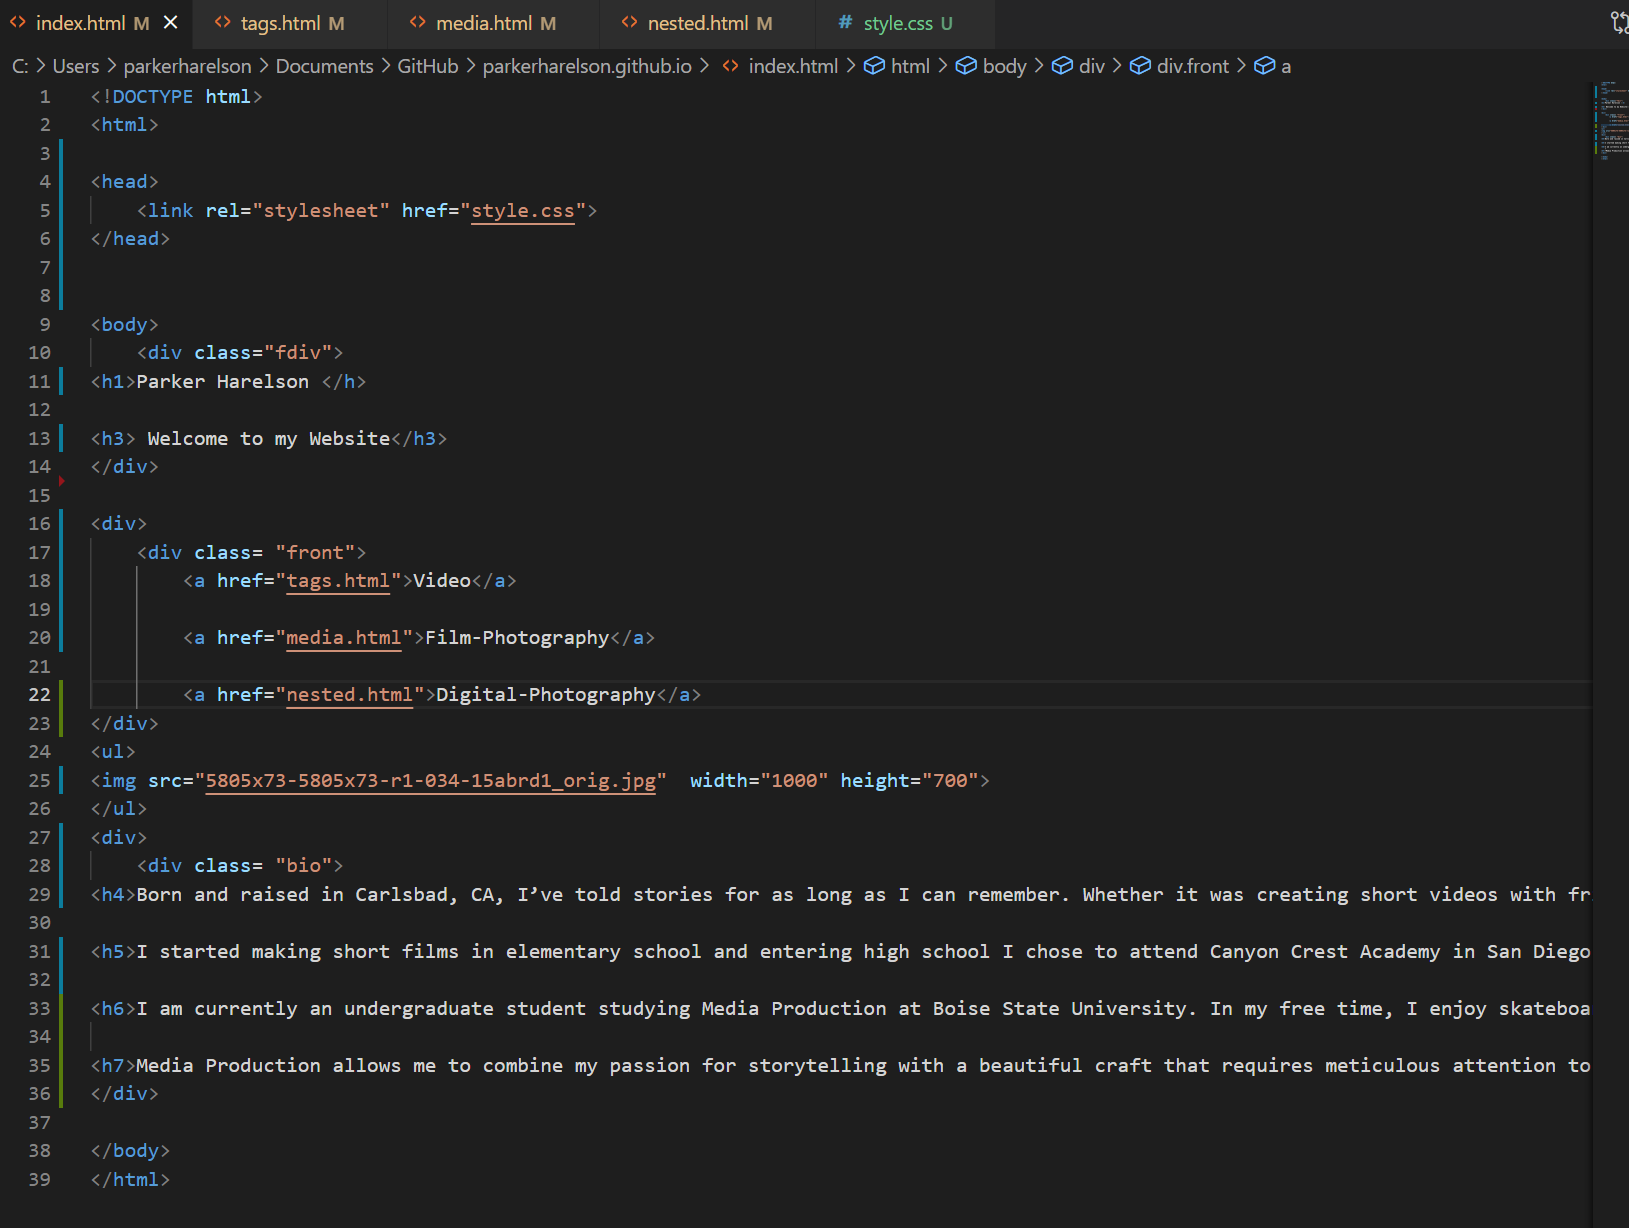 index.html M tags.html M media.html M nested.html M # style.css U
C: > Users > parkerharelson > Documents > GitHub > parkerharelson.github.io > index.html > html > body > div > div.front > a
1 <!DOCTYPE html>
2 <html>
3
4 <head>
5 <link rel="stylesheet" href="style.css">
6 </head>
7
8
9 <body>
10 <div class="fdiv">
11 <h1>Parker Harelson </h>
12
13 <h3> Welcome to my Website</h3>
14 </div>
15
16 <div>
17 <div class= "front">
18 <a href="tags.html">Video</a>
19
20 <a href="media.html">Film-Photography</a>
21
22 <a href="nested.html">Digital-Photography</a>
23 </div>
24 <ul>
25 <img src="5805x73-5805x73-r1-034-15abrd1_orig.jpg"  width="1000" height="700">
26 </ul>
27 <div>
28 <div class= "bio">
29 <h4>Born and raised in Carlsbad, CA, I’ve told stories for as long as I can remember. Whether it was creating short videos with fr
30
31 <h5>I started making short films in elementary school and entering high school I chose to attend Canyon Crest Academy in San Diego
32
33 <h6>I am currently an undergraduate student studying Media Production at Boise State University. In my free time, I enjoy skateboa
34
35 <h7>Media Production allows me to combine my passion for storytelling with a beautiful craft that requires meticulous attention to
36 </div>
37
38 </body>
39 </html>